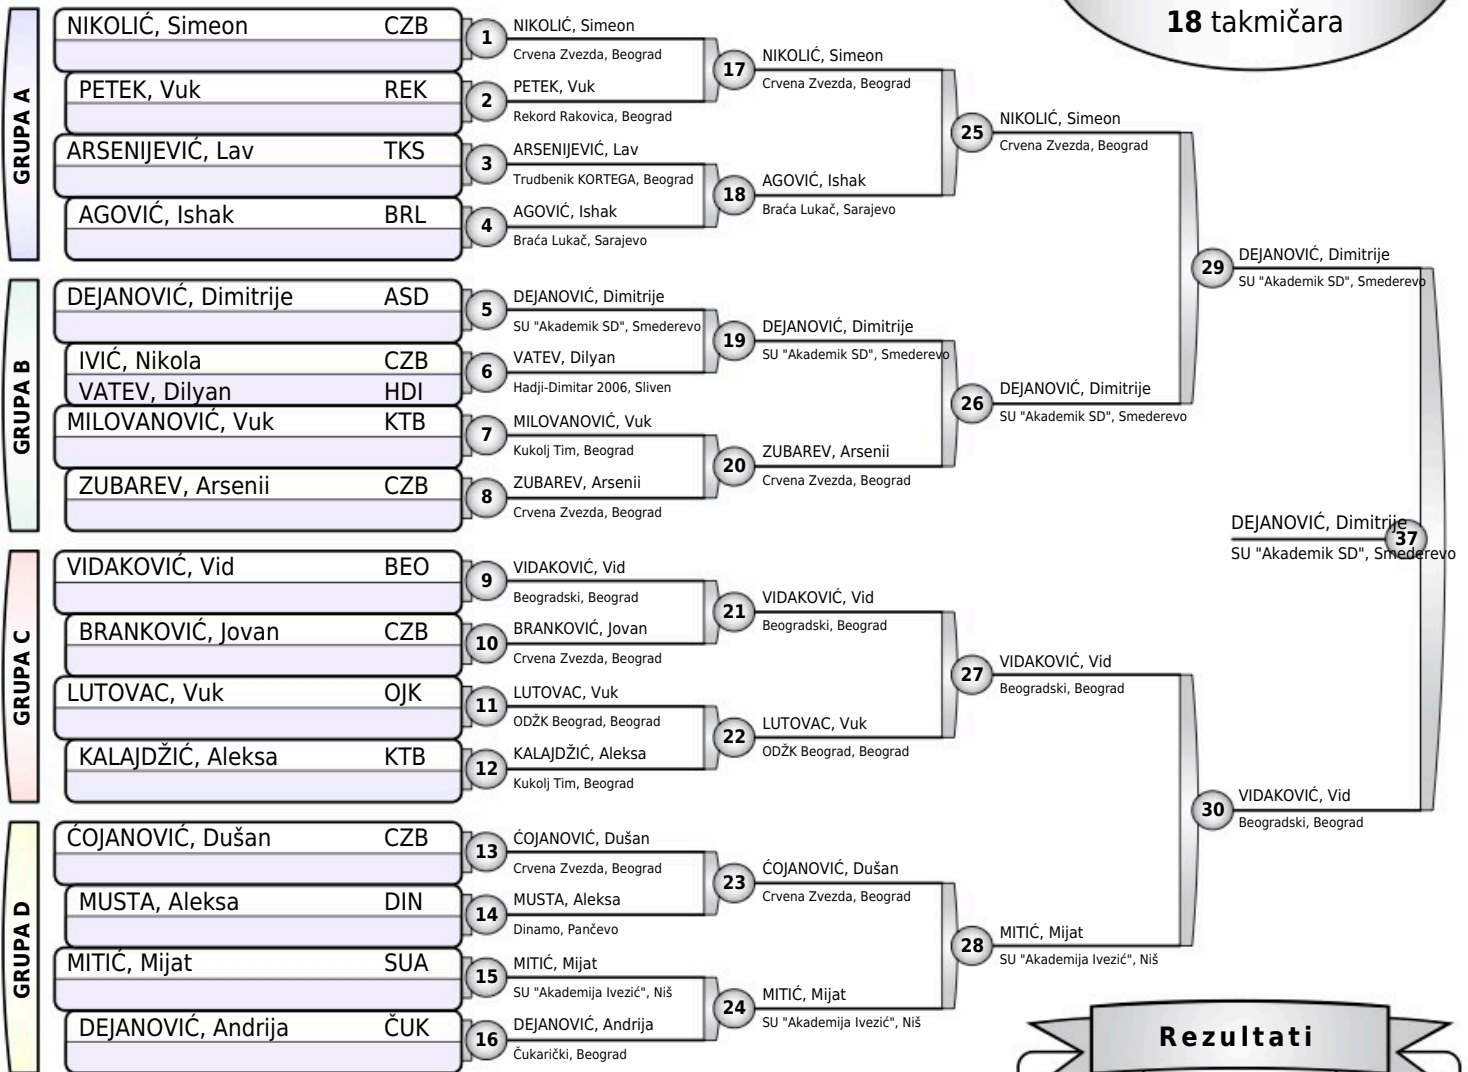 18 takmičara
GRUPA A
NIKOLIĆ, Simeon CZB
PETEK, Vuk REK
ARSENIJEVIĆ, Lav TKS
AGOVIĆ, Ishak BRL
1 NIKOLIĆ, Simeon
Crvena Zvezda, Beograd
2 PETEK, Vuk
Rekord Rakovica, Beograd
3 ARSENIJEVIĆ, Lav
Trudbenik KORTEGA, Beograd
4 AGOVIĆ, Ishak
Braća Lukač, Sarajevo
17 NIKOLIĆ, Simeon
Crvena Zvezda, Beograd
18 AGOVIĆ, Ishak
Braća Lukač, Sarajevo
25 NIKOLIĆ, Simeon
Crvena Zvezda, Beograd
GRUPA B
DEJANOVIĆ, Dimitrije ASD
IVIĆ, Nikola CZB
VATEV, Dilyan HDI
MILOVANOVIĆ, Vuk KTB
ZUBAREV, Arsenii CZB
5 DEJANOVIĆ, Dimitrije
SU "Akademik SD", Smederevo
6 VATEV, Dilyan
Hadji-Dimitar 2006, Sliven
7 MILOVANOVIĆ, Vuk
Kukolj Tim, Beograd
8 ZUBAREV, Arsenii
Crvena Zvezda, Beograd
19 DEJANOVIĆ, Dimitrije
SU "Akademik SD", Smederevo
20 ZUBAREV, Arsenii
Crvena Zvezda, Beograd
26 DEJANOVIĆ, Dimitrije
SU "Akademik SD", Smederevo
29 DEJANOVIĆ, Dimitrije
SU "Akademik SD", Smederevo
GRUPA C
VIDAKOVIĆ, Vid BEO
BRANKOVIĆ, Jovan CZB
LUTOVAC, Vuk OJK
KALAJDŽIĆ, Aleksa KTB
9 VIDAKOVIĆ, Vid
Beogradski, Beograd
10 BRANKOVIĆ, Jovan
Crvena Zvezda, Beograd
11 LUTOVAC, Vuk
ODŽK Beograd, Beograd
12 KALAJDŽIĆ, Aleksa
Kukolj Tim, Beograd
21 VIDAKOVIĆ, Vid
Beogradski, Beograd
22 LUTOVAC, Vuk
ODŽK Beograd, Beograd
27 VIDAKOVIĆ, Vid
Beogradski, Beograd
GRUPA D
ĆOJANOVIĆ, Dušan CZB
MUSTA, Aleksa DIN
MITIĆ, Mijat SUA
DEJANOVIĆ, Andrija ČUK
13 ĆOJANOVIĆ, Dušan
Crvena Zvezda, Beograd
14 MUSTA, Aleksa
Dinamo, Pančevo
15 MITIĆ, Mijat
SU "Akademija Ivezić", Niš
16 DEJANOVIĆ, Andrija
Čukarički, Beograd
23 ĆOJANOVIĆ, Dušan
Crvena Zvezda, Beograd
24 MITIĆ, Mijat
SU "Akademija Ivezić", Niš
28 MITIĆ, Mijat
SU "Akademija Ivezić", Niš
30 VIDAKOVIĆ, Vid
Beogradski, Beograd
DEJANOVIĆ, Dimitrije
37
SU "Akademik SD", Smederevo
Rezultati